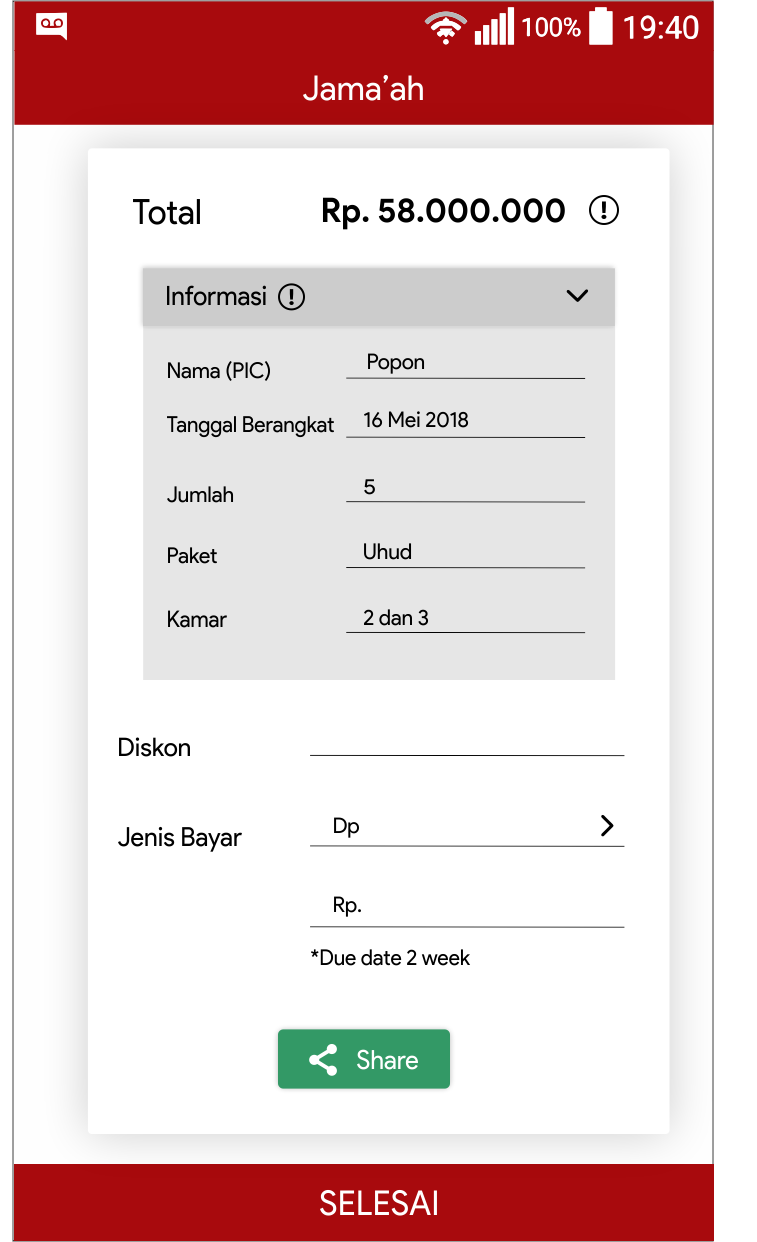 100% 19:40
Jama’ah
Total Rp. 58.000.000
Informasi
Nama (PIC) Popon
Tanggal Berangkat 16 Mei 2018
Jumlah 5
Paket Uhud
Kamar 2 dan 3
Diskon
Jenis Bayar Dp
Rp.
*Due date 2 week
Share
SELESAI